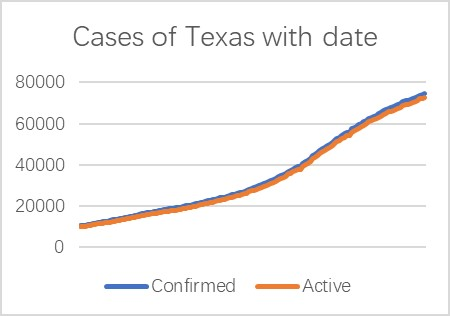 Cases of Texas with date
80000
60000
40000
20000
0
Confirmed Active